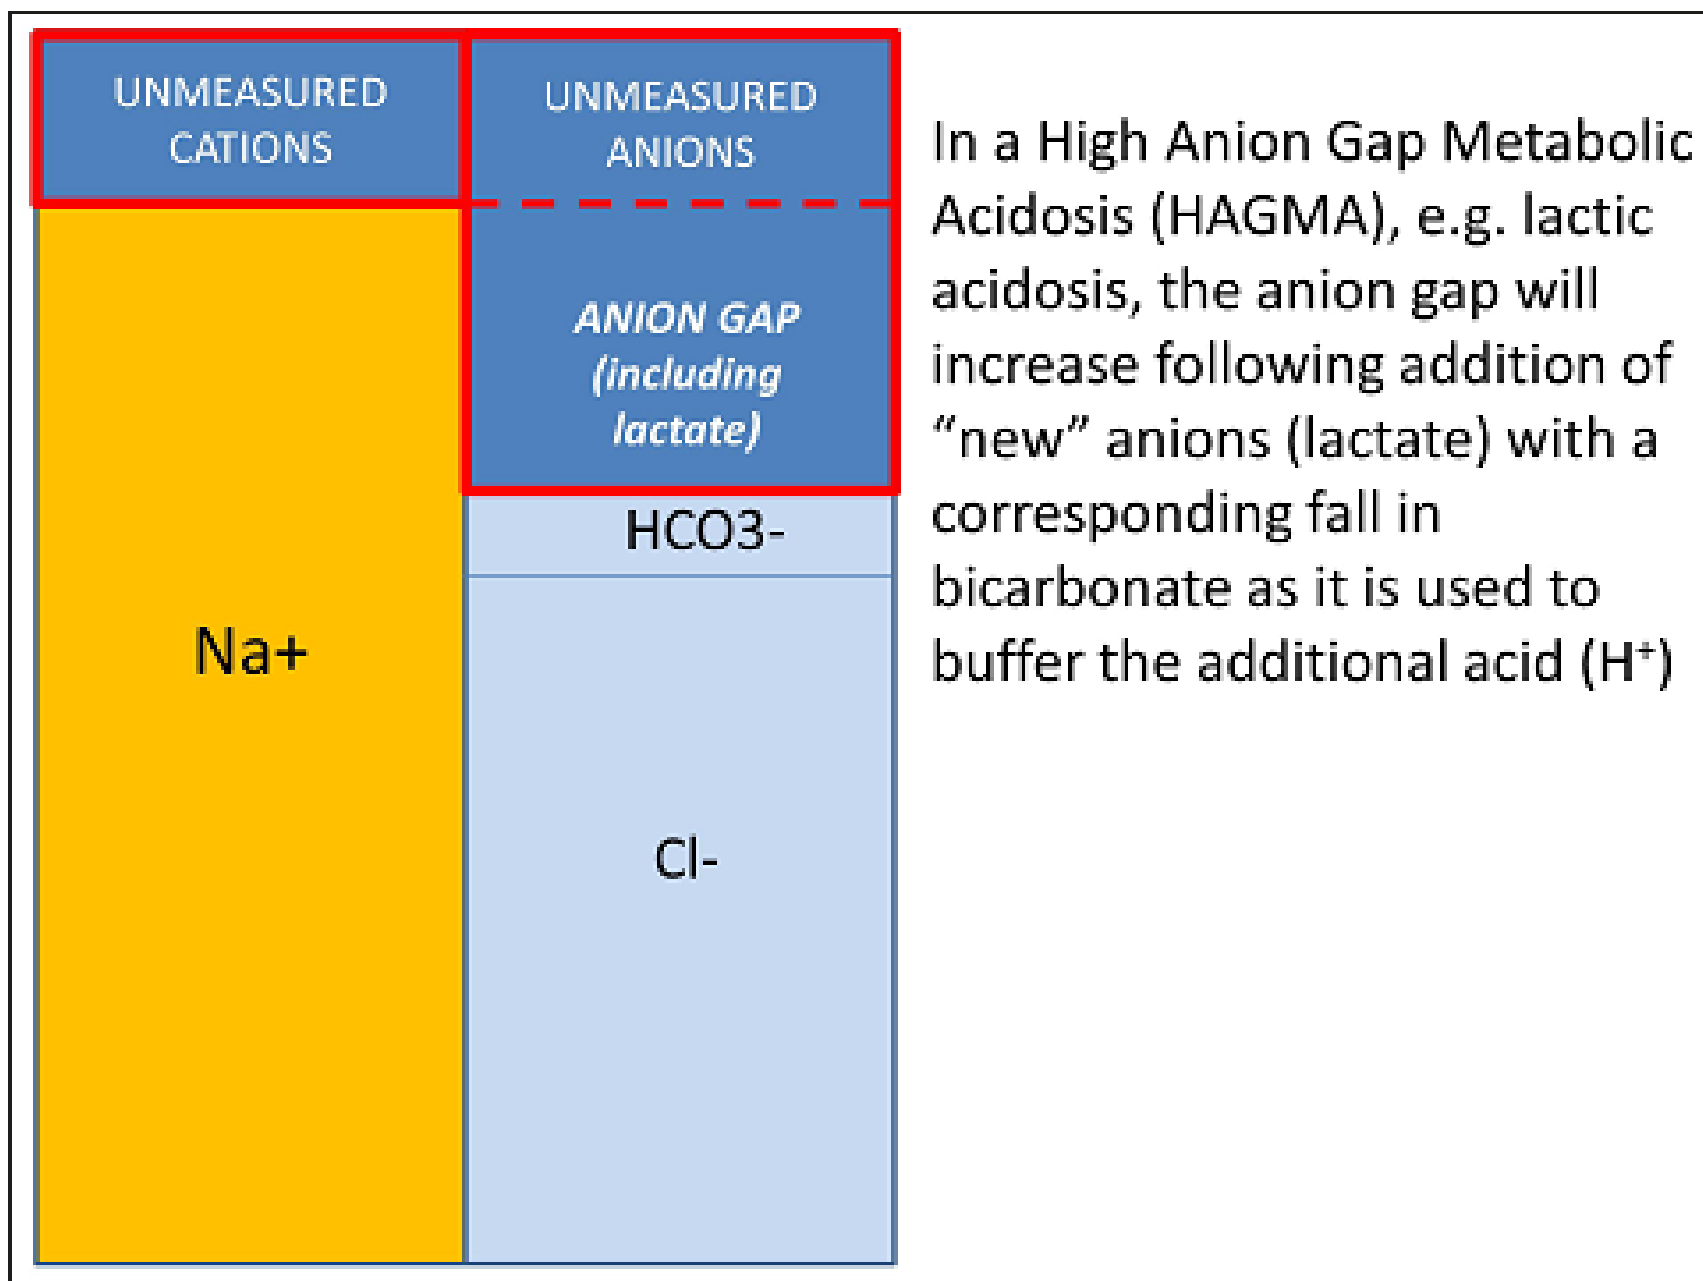 UNMEASURED
CATIONS
UNMEASURED
ANIONS
ANION GAP
(including
lactate)
HCO3-
Na+
Cl-
In a High Anion Gap Metabolic
Acidosis (HAGMA), e.g. lactic
acidosis, the anion gap will
increase following addition of
“new” anions (lactate) with a
corresponding fall in
bicarbonate as it is used to
buffer the additional acid (H⁺)